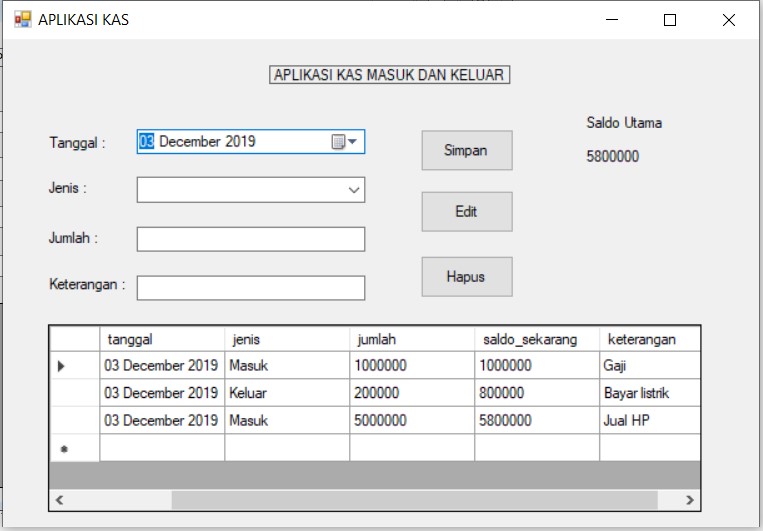 APLIKASI KAS
APLIKASI KAS MASUK DAN KELUAR
Tanggal : 03 December 2019
Jenis :
Jumlah :
Keterangan :
Simpan
Edit
Hapus
Saldo Utama
5800000
tanggal jenis jumlah saldo_sekarang keterangan
03 December 2019 Masuk 1000000 1000000 Gaji
03 December 2019 Keluar 200000 800000 Bayar listrik
03 December 2019 Masuk 5000000 5800000 Jual HP